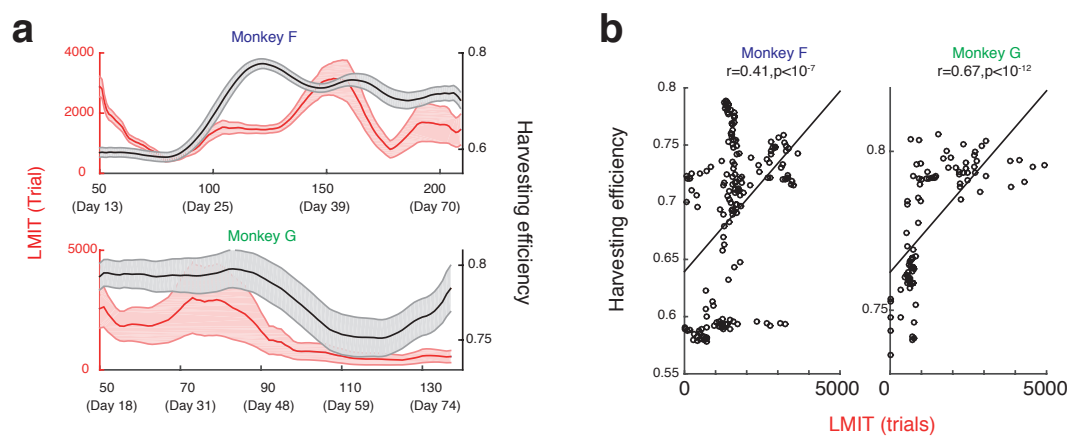 a
Monkey F
LMIT (Trial)
4000
2000
0
0.8
0.6
Harvesting efficiency
50 100 150 200
(Day 13) (Day 25) (Day 39) (Day 70)
Monkey G
5000
0
0.8
0.75
50 70 90 110 130
(Day 18) (Day 31) (Day 48) (Day 59) (Day 74)
b
Monkey F
r=0.41,p<10-7
Harvesting efficiency
0.8
0.75
0.7
0.65
0.6
0.55
0 5000
Monkey G
r=0.67,p<10-12
0.8
0.75
0 5000
LMIT (trials)